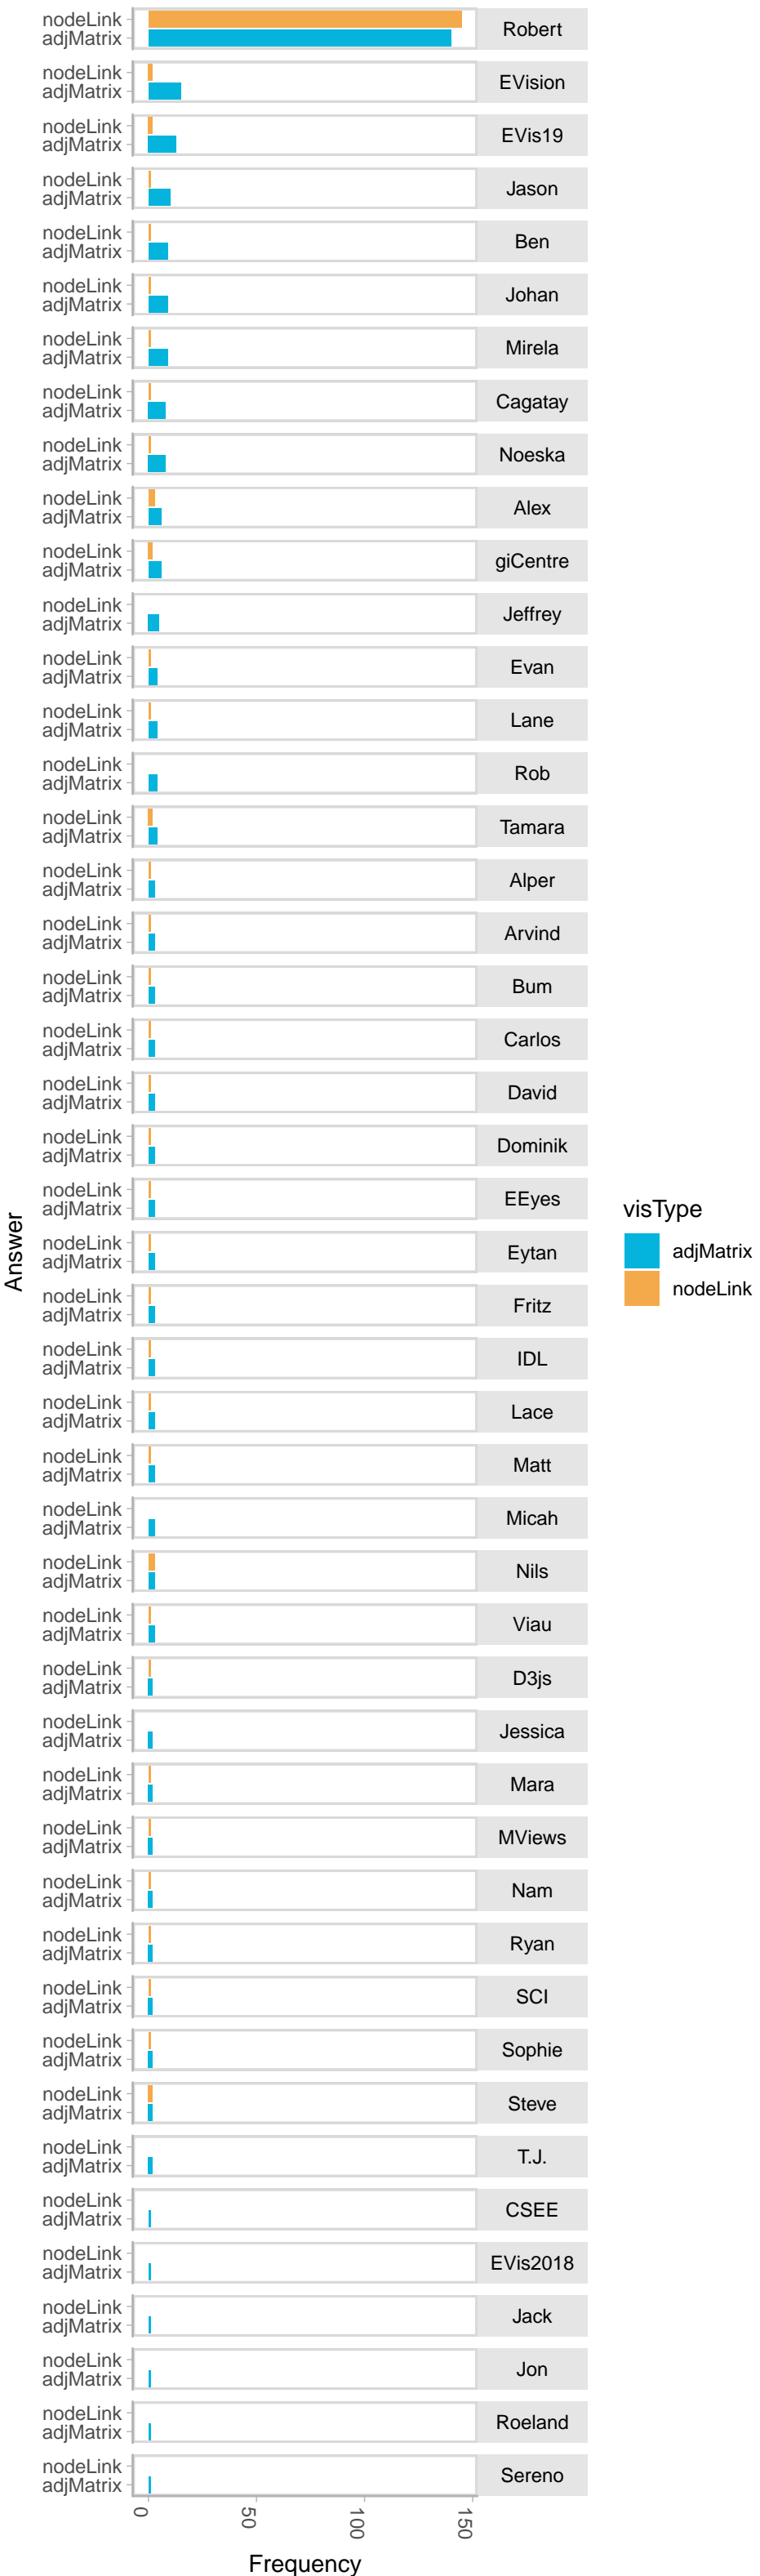 nodeLink
adjMatrix
Robert
nodeLink
adjMatrix
EVision
nodeLink
adjMatrix
EVis19
nodeLink
adjMatrix
Jason
nodeLink
adjMatrix
Ben
nodeLink
adjMatrix
Johan
nodeLink
adjMatrix
Mirela
nodeLink
adjMatrix
Cagatay
nodeLink
adjMatrix
Noeska
nodeLink
adjMatrix
Alex
nodeLink
adjMatrix
giCentre
nodeLink
adjMatrix
Jeffrey
nodeLink
adjMatrix
Evan
nodeLink
adjMatrix
Lane
nodeLink
adjMatrix
Rob
nodeLink
adjMatrix
Tamara
nodeLink
adjMatrix
Alper
nodeLink
adjMatrix
Arvind
nodeLink
adjMatrix
Bum
nodeLink
adjMatrix
Carlos
nodeLink
adjMatrix
David
nodeLink
adjMatrix
Dominik
nodeLink
adjMatrix
EEyes
nodeLink
adjMatrix
Eytan
nodeLink
adjMatrix
Fritz
nodeLink
adjMatrix
IDL
nodeLink
adjMatrix
Lace
nodeLink
adjMatrix
Matt
nodeLink
adjMatrix
Micah
nodeLink
adjMatrix
Nils
nodeLink
adjMatrix
Viau
nodeLink
adjMatrix
D3js
nodeLink
adjMatrix
Jessica
nodeLink
adjMatrix
Mara
nodeLink
adjMatrix
MViews
nodeLink
adjMatrix
Nam
nodeLink
adjMatrix
Ryan
nodeLink
adjMatrix
SCI
nodeLink
adjMatrix
Sophie
nodeLink
adjMatrix
Steve
nodeLink
adjMatrix
T.J.
nodeLink
adjMatrix
CSEE
nodeLink
adjMatrix
EVis2018
nodeLink
adjMatrix
Jack
nodeLink
adjMatrix
Jon
nodeLink
adjMatrix
Roeland
nodeLink
adjMatrix
Sereno
0 50 100 150
Frequency
Answer
visType
adjMatrix
nodeLink